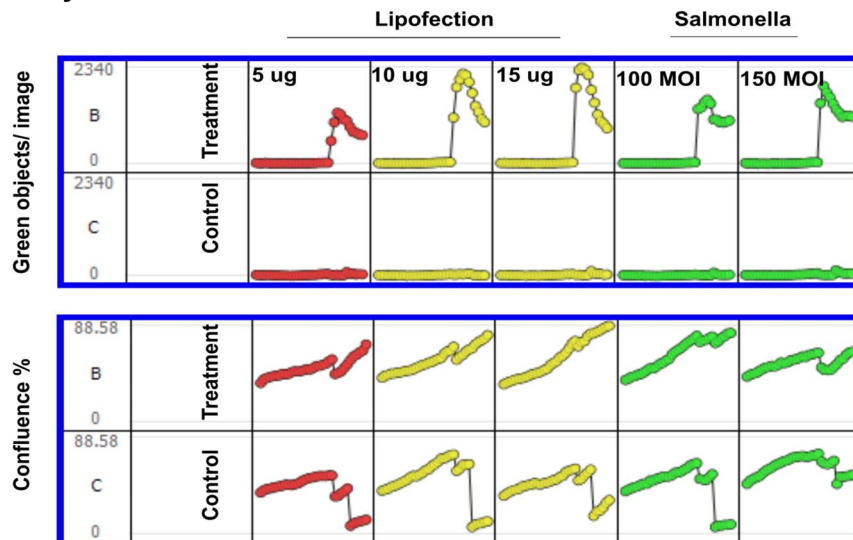 Lipofection Salmonella
Green objects/ image
2340
B
0
Treatment
5 ug 10 ug 15 ug 100 MOI 150 MOI
2340
C
0
Control
Confluence %
88.58
B
0
Treatment
88.58
C
0
Control